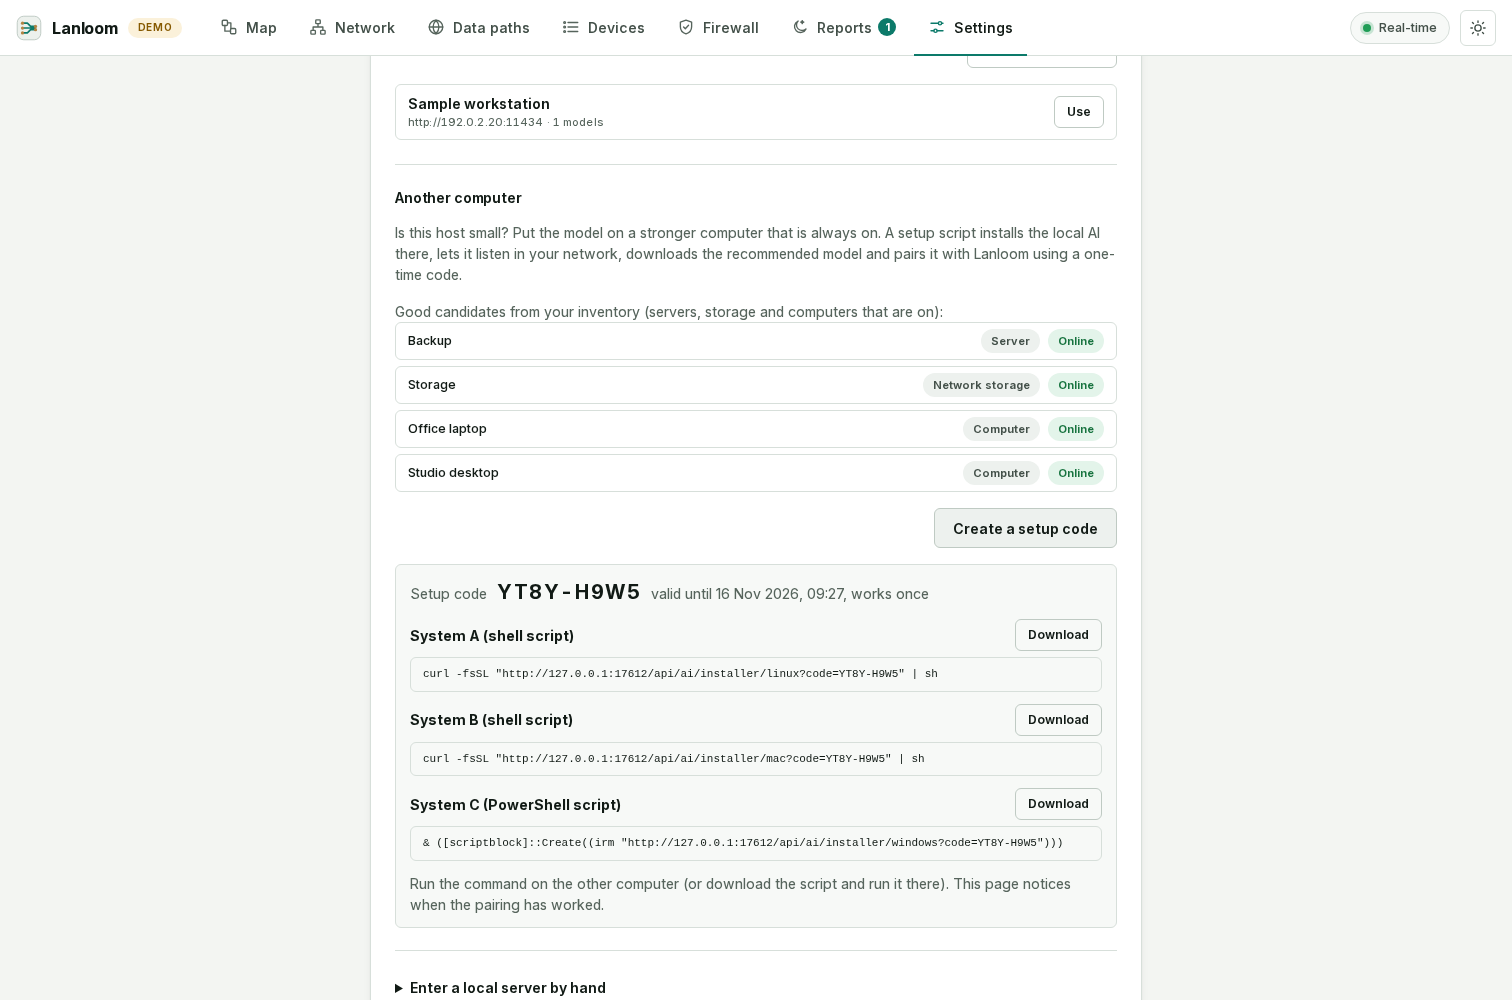 Lanloom DEMO Map Network Data paths Devices Firewall Reports 1 Settings Real-time
Sample workstation
http://192.0.2.20:11434 · 1 models
Use
Another computer
Is this host small? Put the model on a stronger computer that is always on. A setup script installs the local AI
there, lets it listen in your network, downloads the recommended model and pairs it with Lanloom using a one-
time code.
Good candidates from your inventory (servers, storage and computers that are on):
Backup Server Online
Storage Network storage Online
Office laptop Computer Online
Studio desktop Computer Online
Create a setup code
Setup code YT8Y-H9W5 valid until 16 Nov 2026, 09:27, works once
System A (shell script) Download
curl -fsSL "http://127.0.0.1:17612/api/ai/installer/linux?code=YT8Y-H9W5" | sh
System B (shell script) Download
curl -fsSL "http://127.0.0.1:17612/api/ai/installer/mac?code=YT8Y-H9W5" | sh
System C (PowerShell script) Download
& ([scriptblock]::Create((irm "http://127.0.0.1:17612/api/ai/installer/windows?code=YT8Y-H9W5")))
Run the command on the other computer (or download the script and run it there). This page notices
when the pairing has worked.
Enter a local server by hand